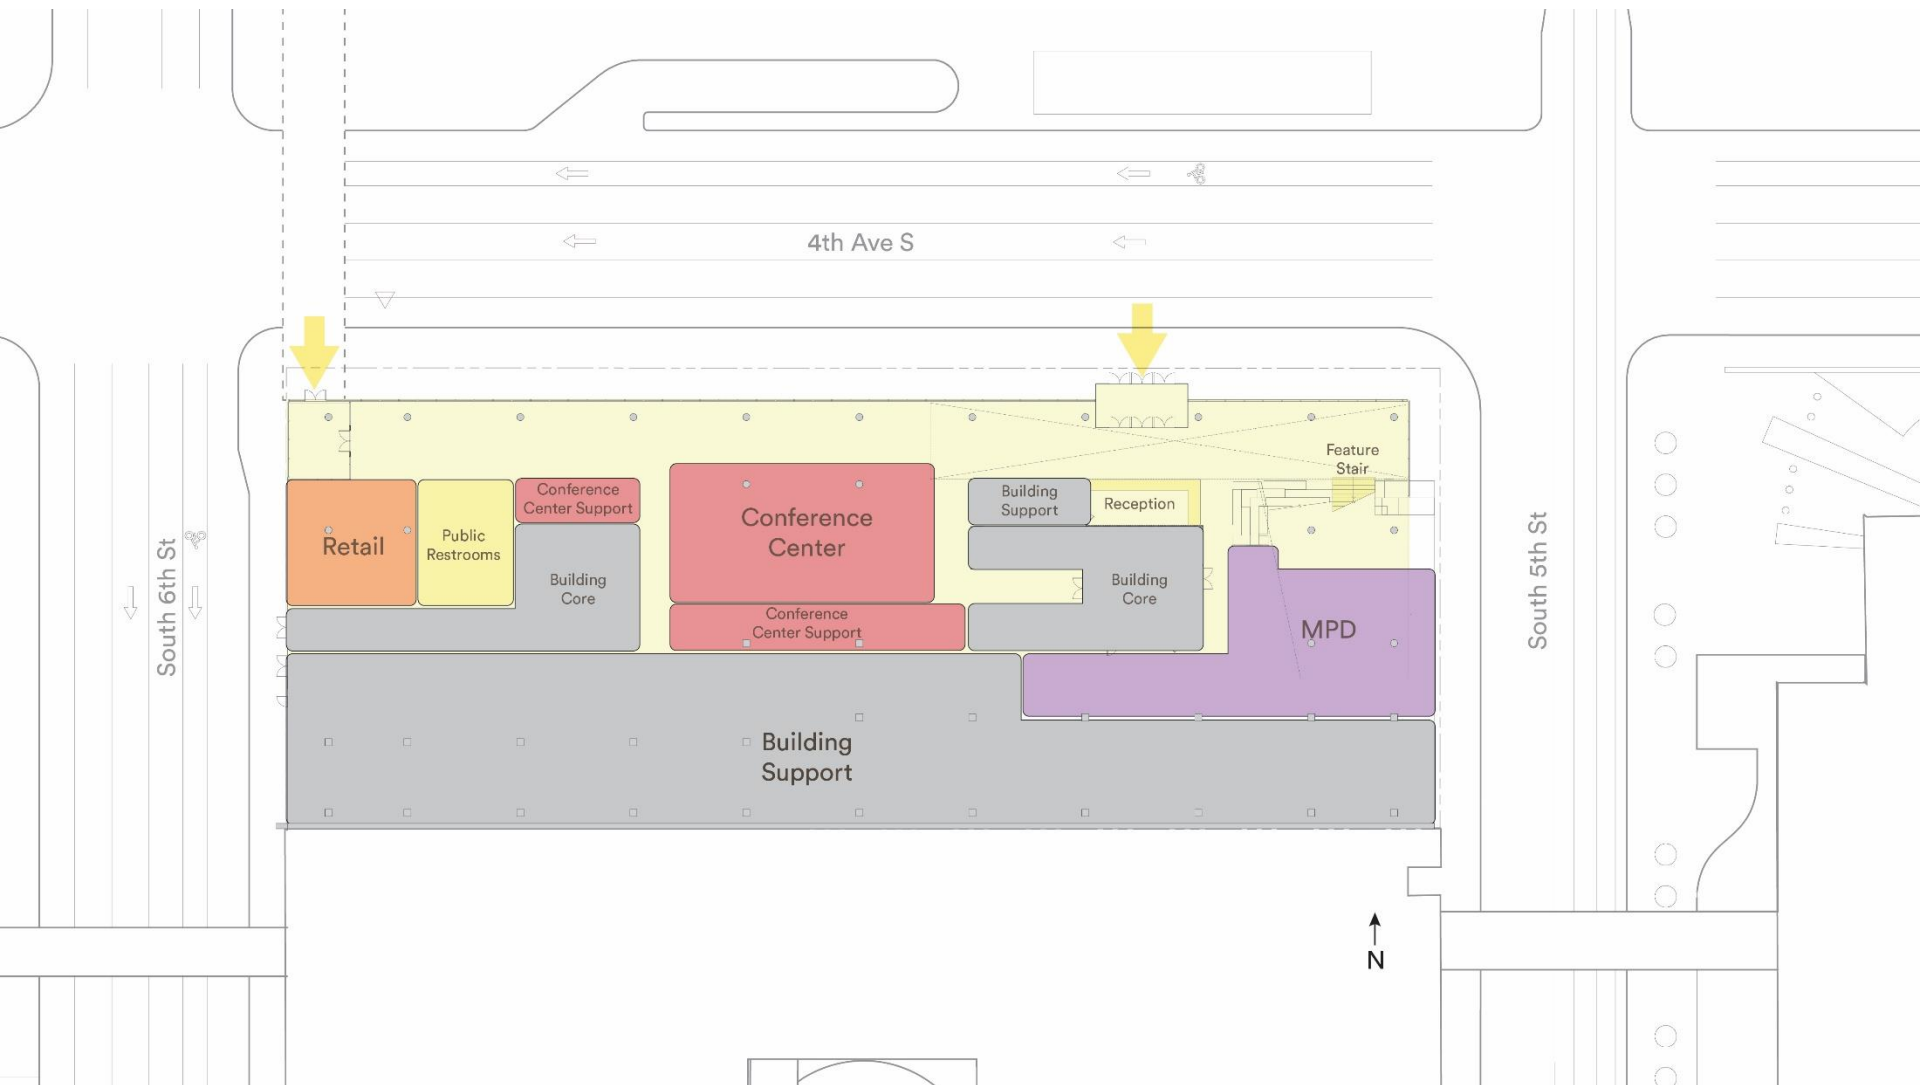 4th Ave S
Feature
Stair
Conference
Center Support
Building
Support
Reception
Conference
Center
Retail
Public
Restrooms
Building
Core
Building
Core
Conference
Center Support
MPD
South 6th St
South 5th St
Building
Support
N